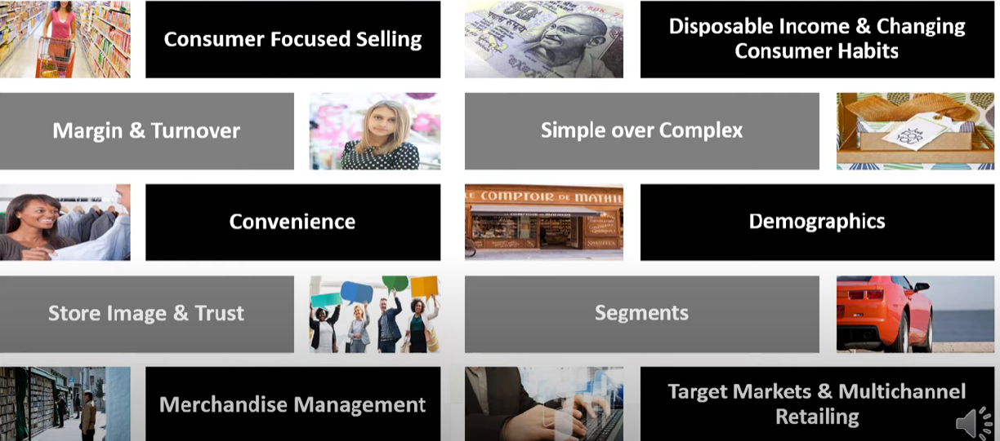 Consumer Focused Selling
Disposable Income & Changing
Consumer Habits
Margin & Turnover
Simple over Complex
Convenience
COMPTOIR DE MATHIL
Demographics
Store Image & Trust
Segments
Merchandise Management
Target Markets & Multichannel
Retailing